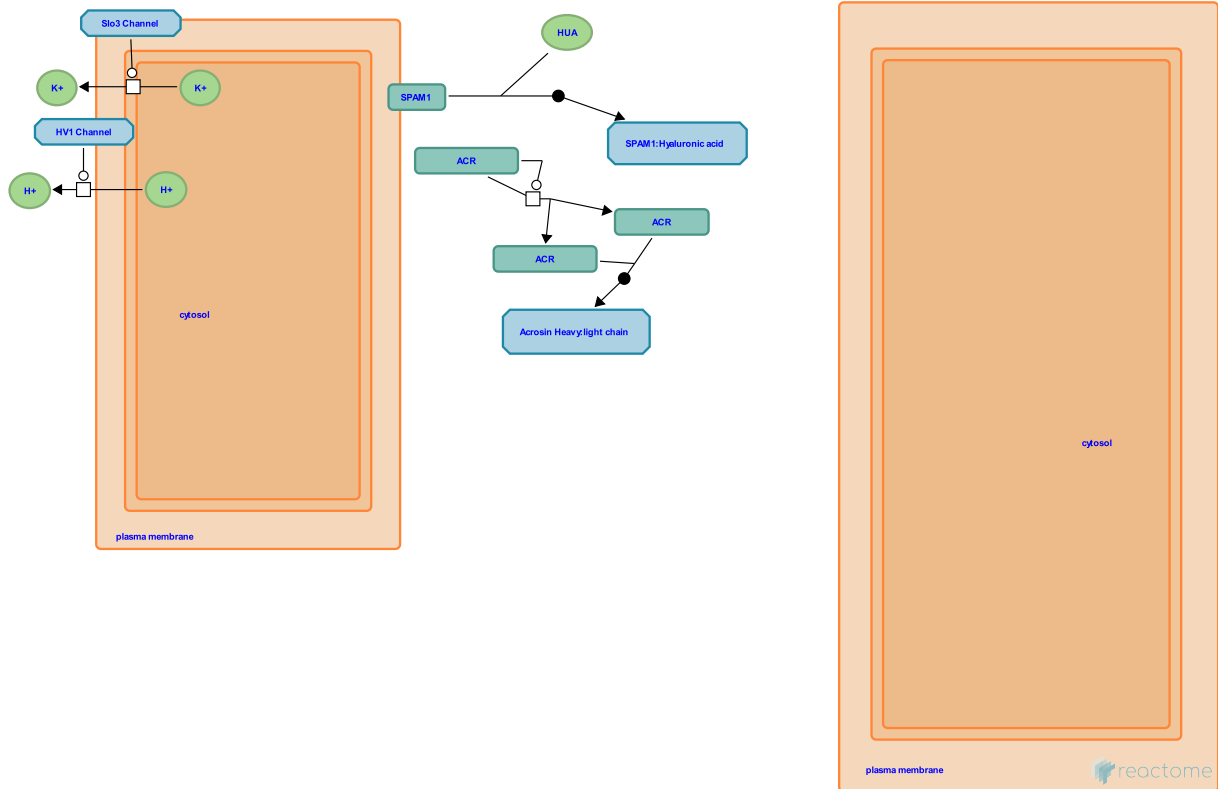 Slo3 Channel
HUA
K+
K+
SPAM1
HV1 Channel
SPAM1:Hyaluronic acid
ACR
H+
H+
ACR
ACR
cytosol
Acrosin Heavy:light chain
cytosol
plasma membrane
plasma membrane
reactome